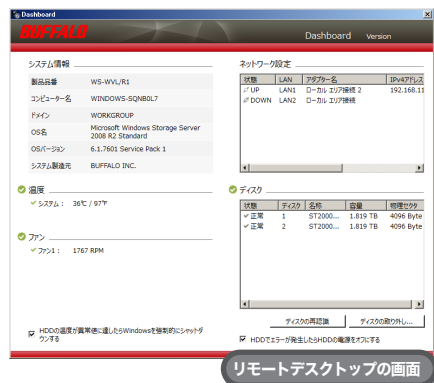 Dashboard
BUFFALO
Dashboard Version
システム情報
製品品番 WS-WVL/R1
コンピューター名 WINDOWS-SQNB0L7
ドメイン WORKGROUP
OS名 Microsoft Windows Storage Server 2008 R2 Standard
OSバージョン 6.1.7601 Service Pack 1
システム製造元 BUFFALO INC.
温度
システム： 36℃ / 97℉
ファン
ファン1： 1767 RPM
HDDの温度が異常値に達したらWindowsを強制的にシャットダウンする
ネットワーク設定
状態 LAN アダプター名 IPv4アドレス
UP LAN1 ローカル エリア接続 2 192.168.11
DOWN LAN2 ローカル エリア接続
ディスク
状態 ディスク 名称 容量 物理セクタ
正常 1 ST2000... 1.819 TB 4096 Byte
正常 2 ST2000... 1.819 TB 4096 Byte
ディスクの再認識 ディスクの取り外し...
HDDでエラーが発生したらHDDの電源をオフにする
リモートデスクトップの画面